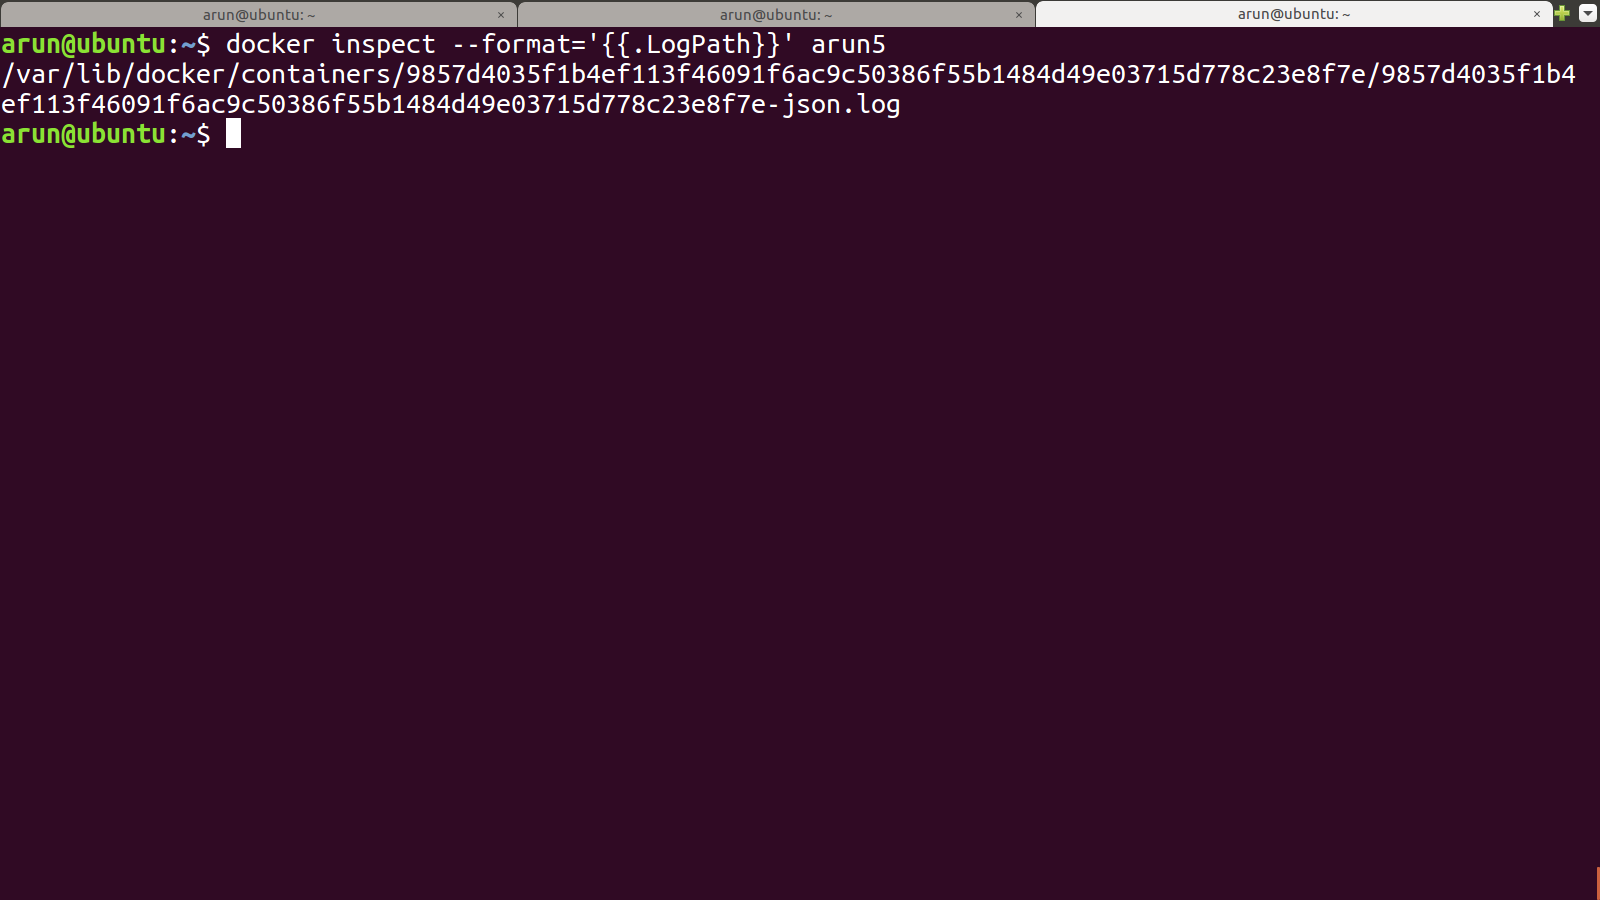 arun@ubuntu: ~ × arun@ubuntu: ~ × arun@ubuntu: ~ ×
arun@ubuntu:~$ docker inspect --format='{{.LogPath}}' arun5
/var/lib/docker/containers/9857d4035f1b4ef113f46091f6ac9c50386f55b1484d49e03715d778c23e8f7e/9857d4035f1b4
ef113f46091f6ac9c50386f55b1484d49e03715d778c23e8f7e-json.log
arun@ubuntu:~$